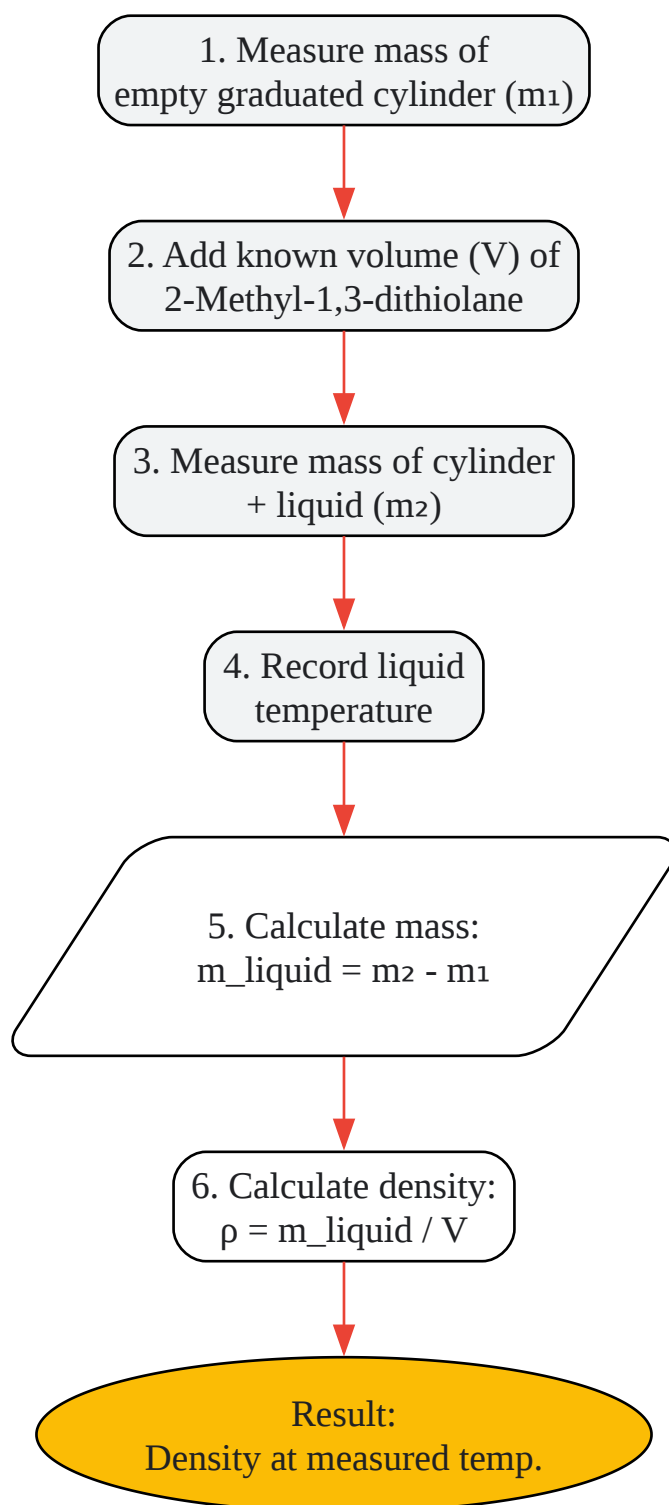 1. Measure mass of
empty graduated cylinder (m₁)
2. Add known volume (V) of
2-Methyl-1,3-dithiolane
3. Measure mass of cylinder
+ liquid (m₂)
4. Record liquid
temperature
5. Calculate mass:
m_liquid = m₂ - m₁
6. Calculate density:
ρ = m_liquid / V
Result:
Density at measured temp.